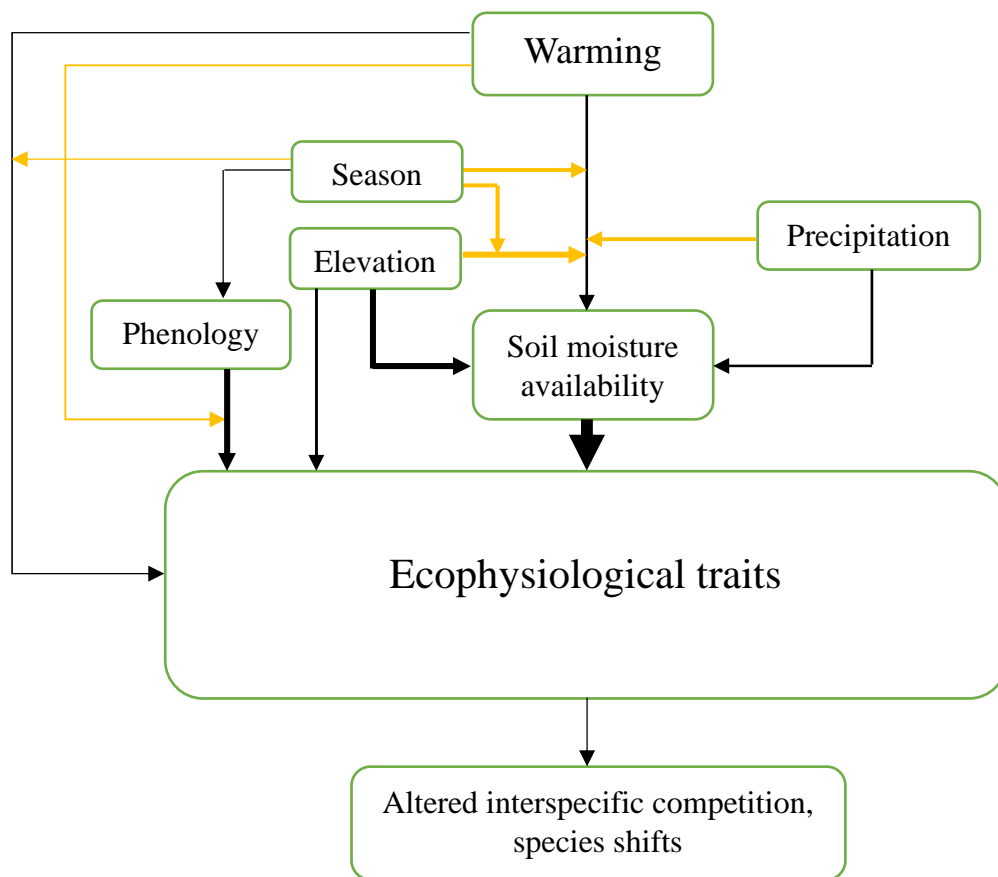 Warming
Season
Precipitation
Elevation
Phenology
Soil moisture
availability
Ecophysiological traits
Altered interspecific competition,
species shifts